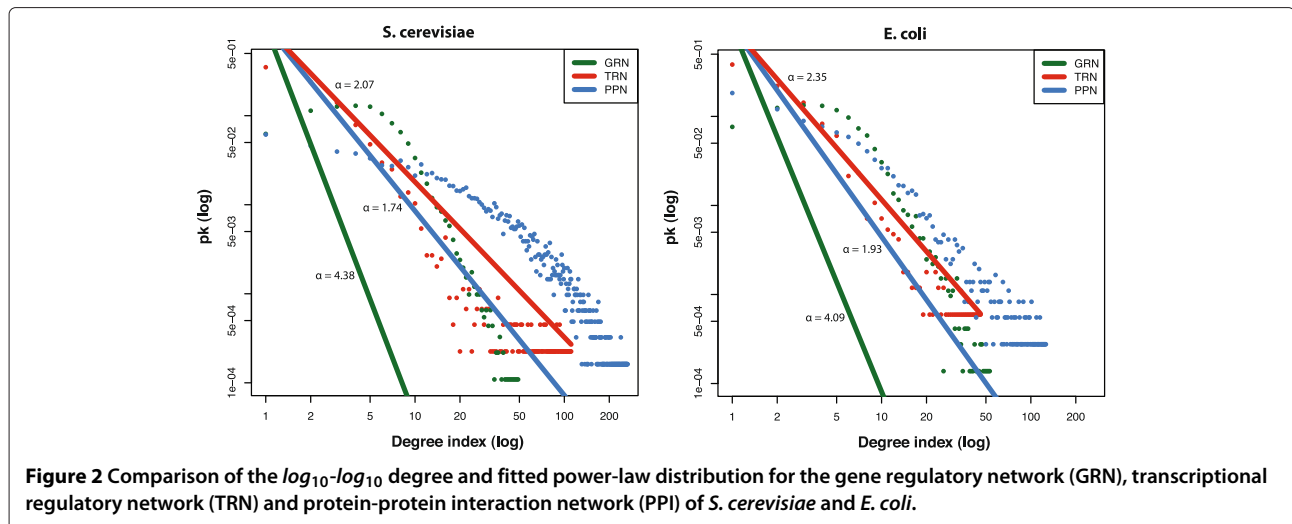 S. cerevisiae
E. coli
pk (log)
5e−01
5e−02
5e−03
5e−04
1e−04
α = 2.07
α = 1.74
α = 4.38
GRN
TRN
PPN
1 2 5 10 20 50 100 200
Degree index (log)
pk (log)
5e−01
5e−02
5e−03
5e−04
1e−04
α = 2.35
α = 1.93
α = 4.09
GRN
TRN
PPN
1 2 5 10 20 50 100 200
Degree index (log)
Figure 2 Comparison of the log₁₀-log₁₀ degree and fitted power-law distribution for the gene regulatory network (GRN), transcriptional
regulatory network (TRN) and protein-protein interaction network (PPI) of S. cerevisiae and E. coli.